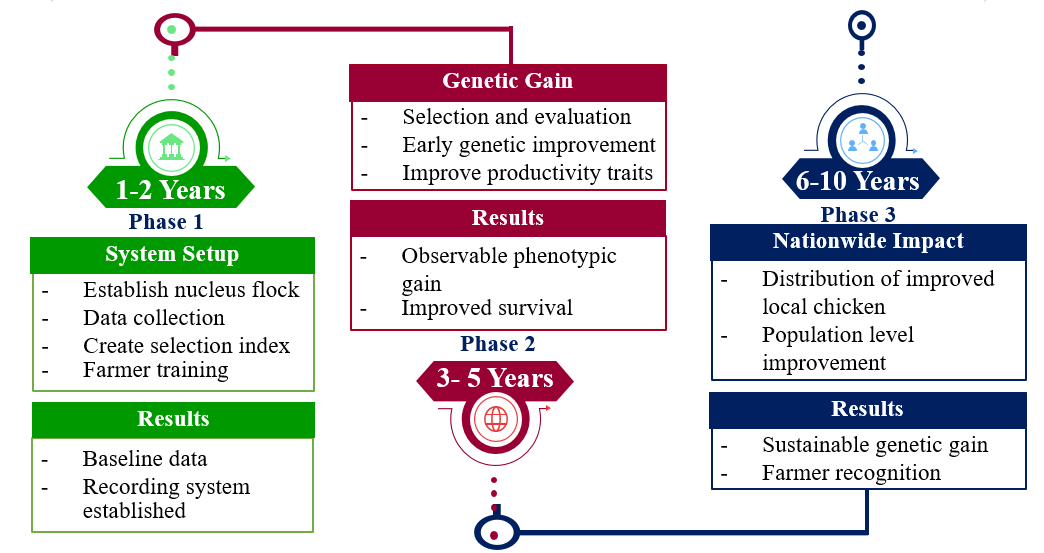 1-2 Years
Phase 1
System Setup
- Establish nucleus flock
- Data collection
- Create selection index
- Farmer training
Results
- Baseline data
- Recording system
established
Genetic Gain
- Selection and evaluation
- Early genetic improvement
- Improve productivity traits
Results
- Observable phenotypic
gain
- Improved survival
Phase 2
3- 5 Years
6-10 Years
Phase 3
Nationwide Impact
- Distribution of improved
local chicken
- Population level
improvement
Results
- Sustainable genetic gain
- Farmer recognition